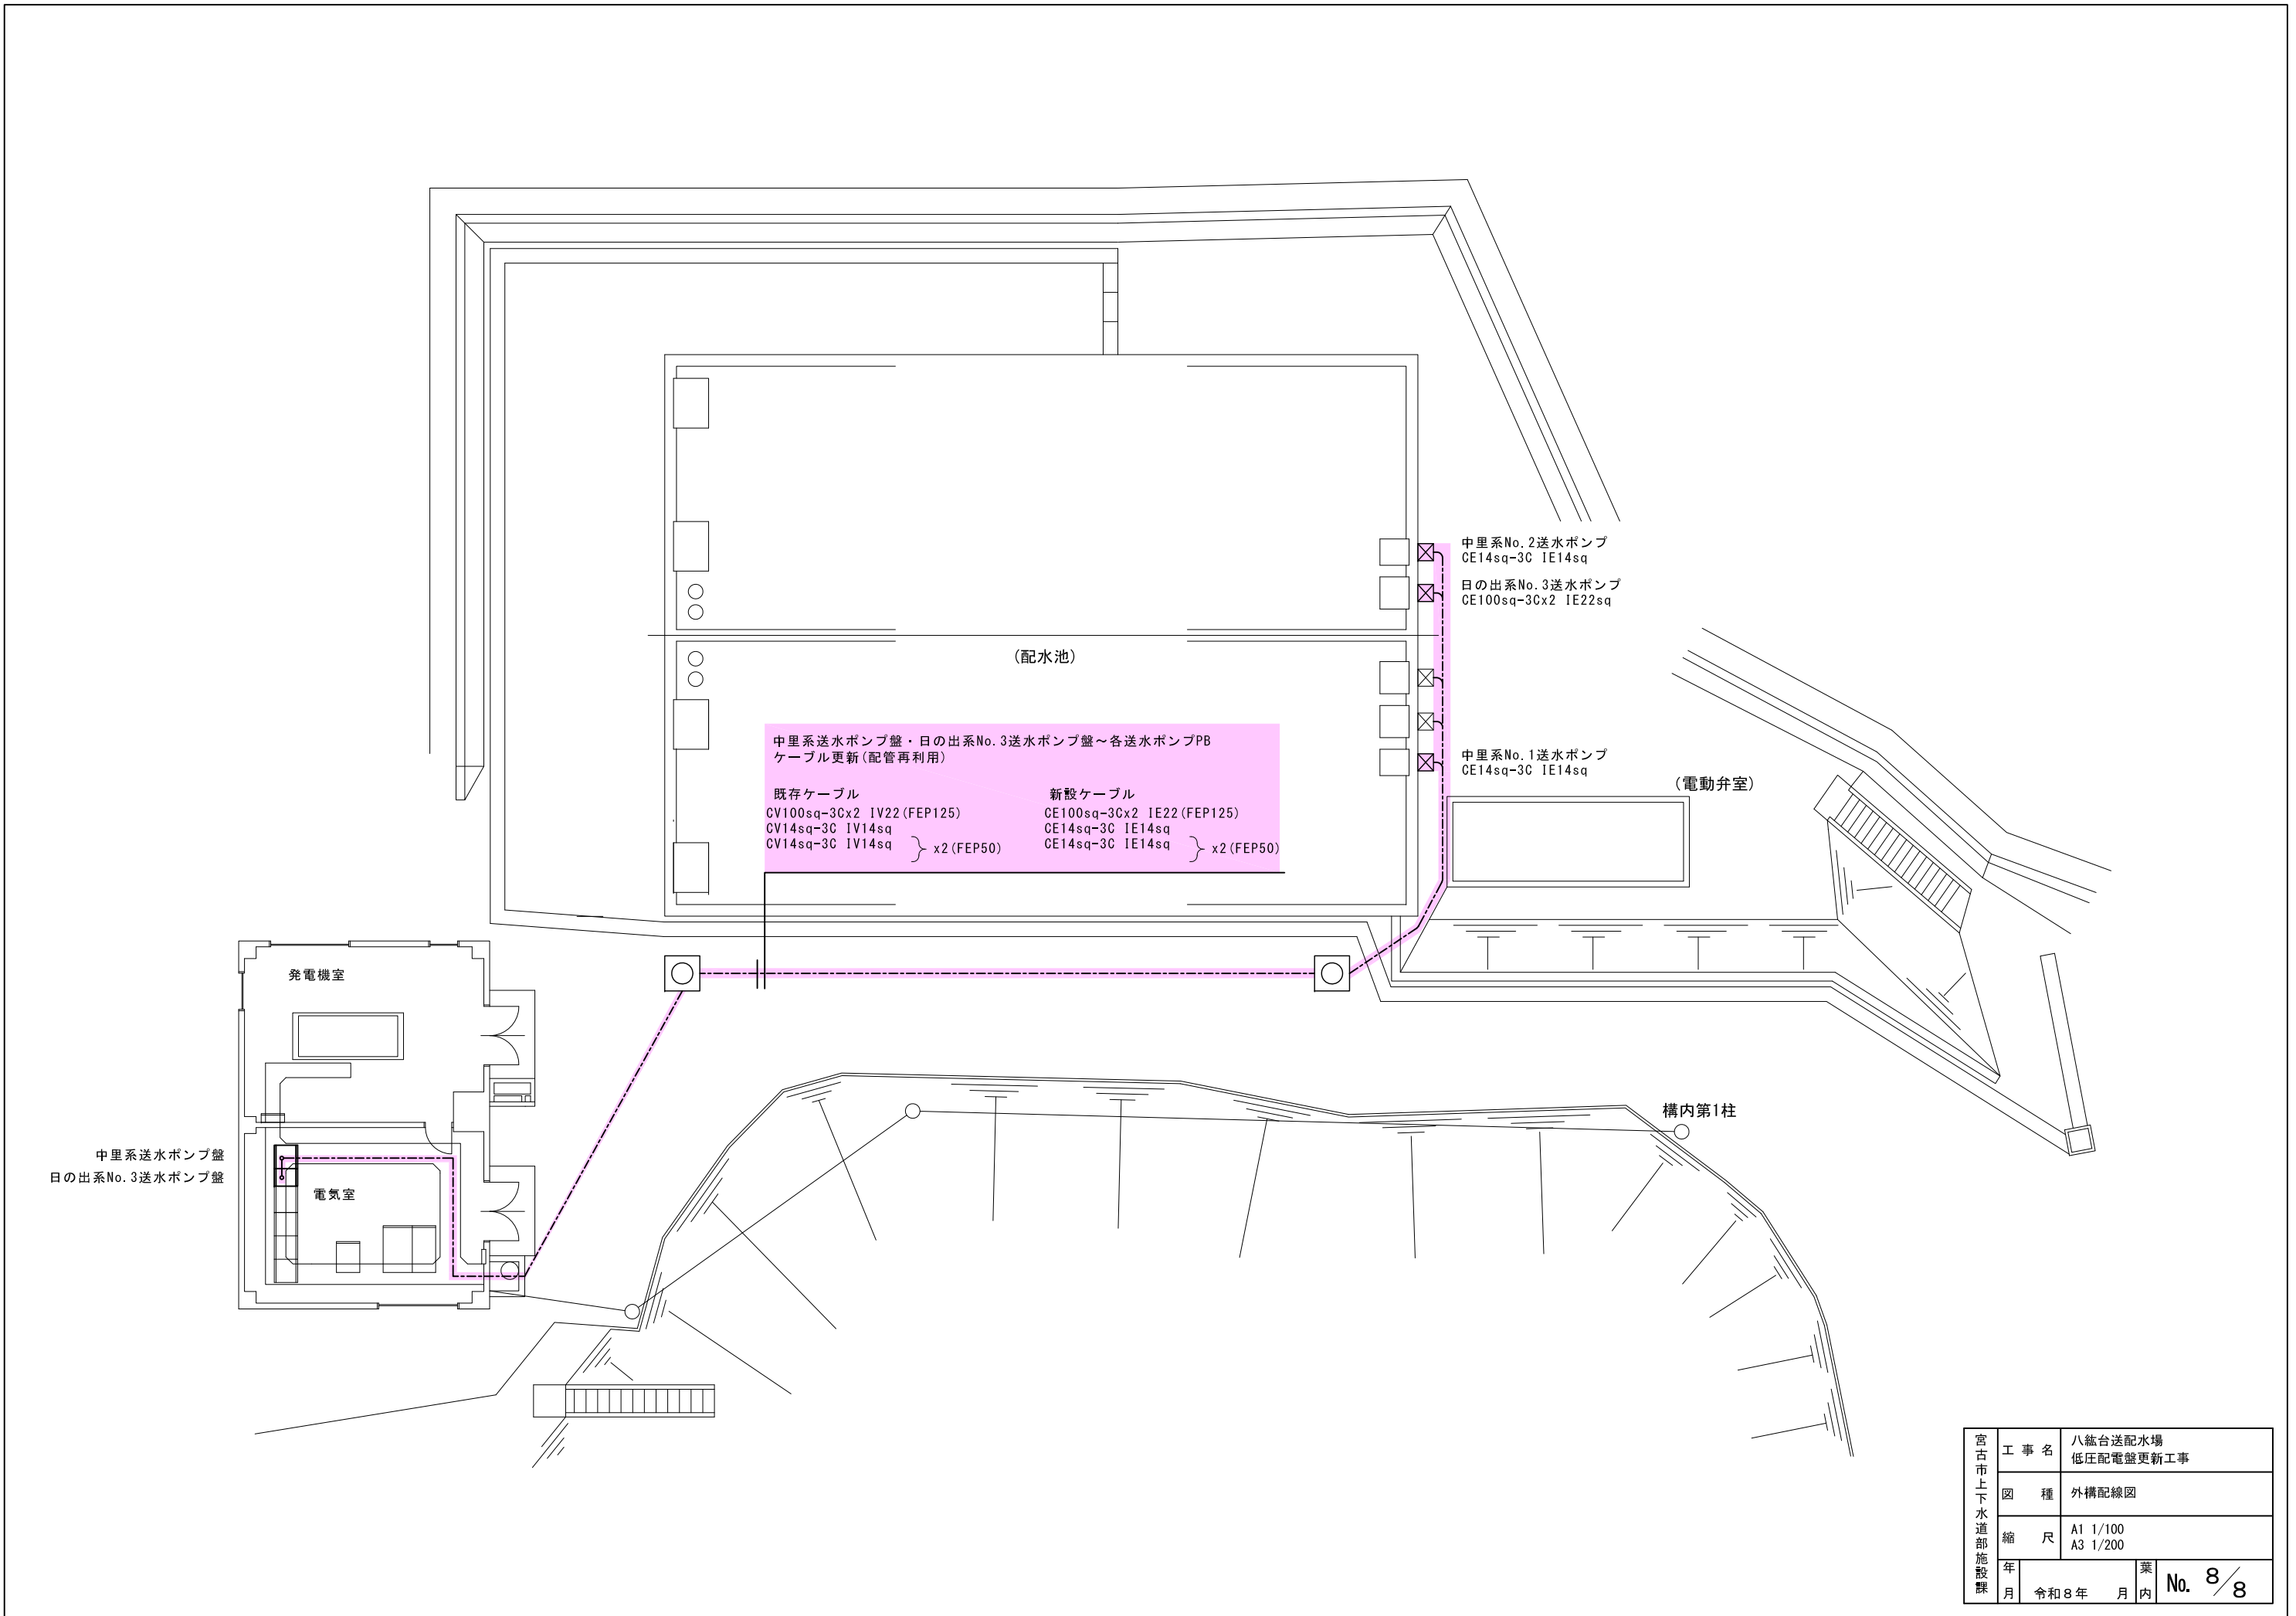 中里系No.2送水ポンプ
CE14sq-3C IE14sq
日の出系No.3送水ポンプ
CE100sq-3Cx2 IE22sq
(配水池)
中里系送水ポンプ盤・日の出系No.3送水ポンプ盤～各送水ポンプPB
ケーブル更新(配管再利用)
既存ケーブル
CV100sq-3Cx2 IV22(FEP125)
CV14sq-3C IV14sq
CV14sq-3C IV14sq
x2(FEP50)
新設ケーブル
CE100sq-3Cx2 IE22(FEP125)
CE14sq-3C IE14sq
CE14sq-3C IE14sq
x2(FEP50)
中里系No.1送水ポンプ
CE14sq-3C IE14sq
(電動弁室)
発電機室
構内第1柱
中里系送水ポンプ盤
日の出系No.3送水ポンプ盤
電気室
宮古市上下水道部施設課
工事名
八紘台送配水場
低圧配電盤更新工事
図種
外構配線図
縮尺
A1 1/100
A3 1/200
年月
令和8年 月
葉内
No. 8/8